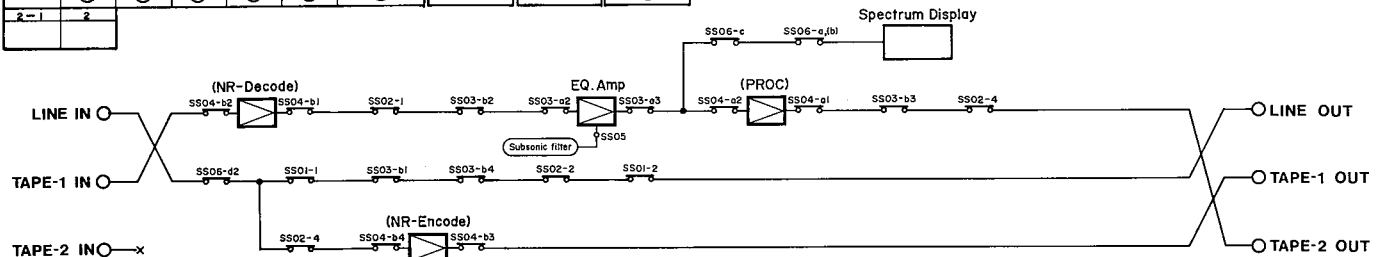 2-1 2
Spectrum Display
SS06-c SS06-a,(b)
(NR-Decode) EQ.Amp (PROC)
LINE IN SS04-b2 SS04-b1 SS02-1 SS03-b2 SS03-a2 SS03-a3 SS04-a2 SS04-a1 SS03-b3 SS02-4 LINE OUT
SS05
Subsonic filter
TAPE-1 IN SS06-d2 SS01-1 SS03-b1 SS03-b4 SS02-2 SS01-2 TAPE-1 OUT
(NR-Encode)
TAPE-2 IN x SS02-4 SS04-b4 SS04-b3 TAPE-2 OUT